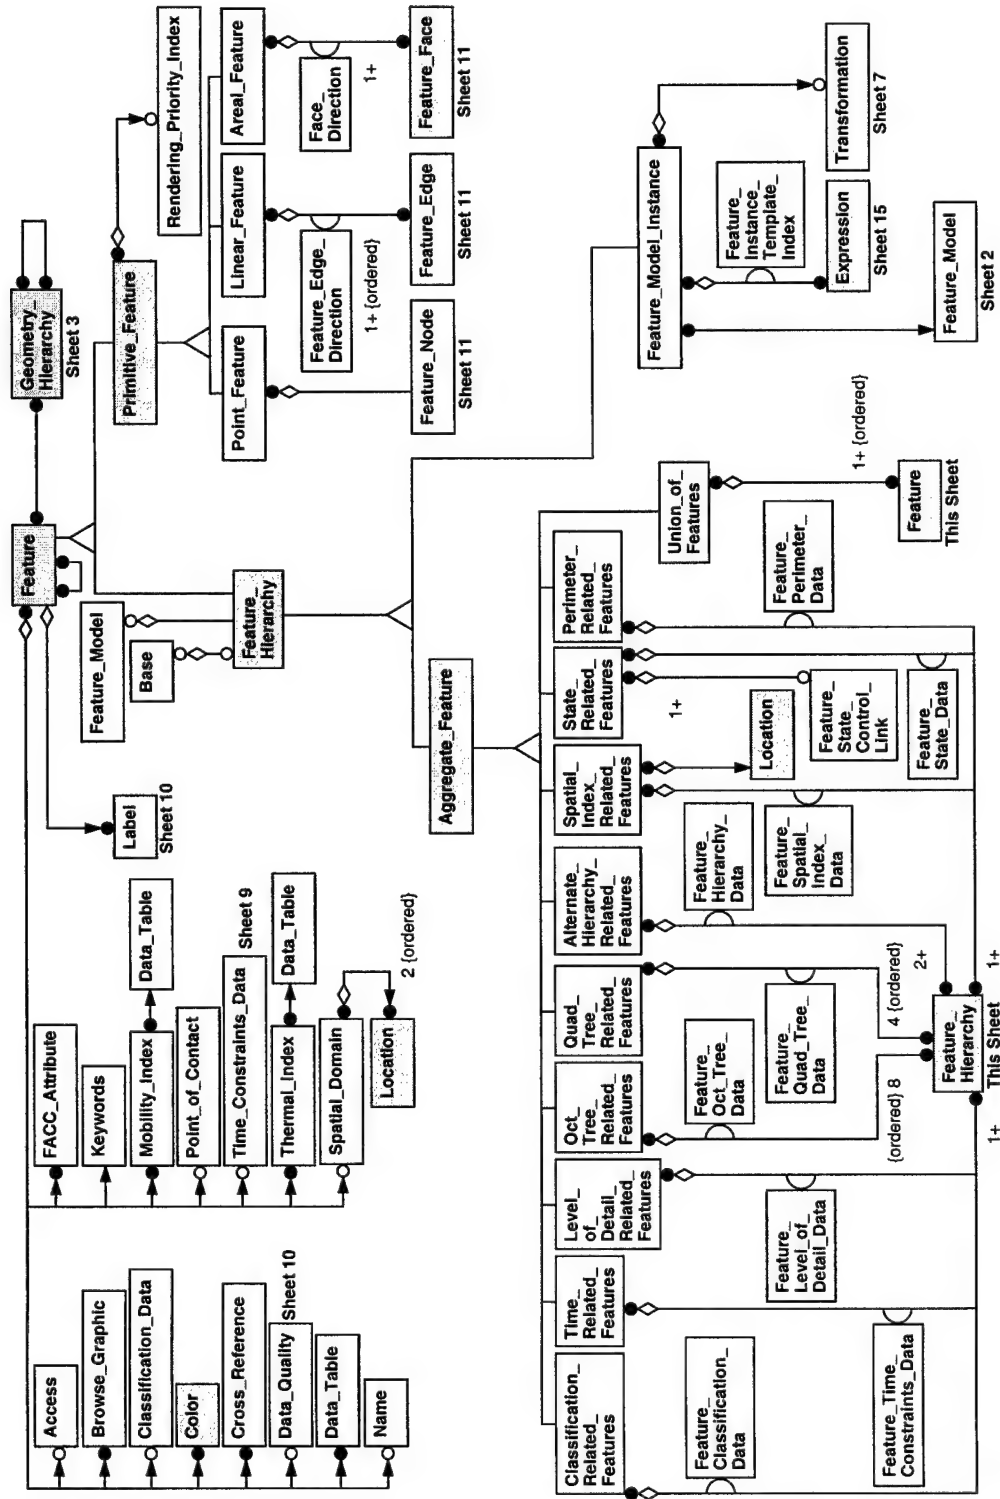 Access
Browse_Graphic
Classification_Data
Color
Cross_Reference
Data_Quality
Sheet 10
Data_Table
Name
FACC_Attribute
Keywords
Mobility_Index
Data_Table
Point_of_Contact
Time_Constraints_Data
Sheet 9
Thermal_Index
Data_Table
Spatial_Domain
Location
2 {ordered}
Label
Sheet 10
Feature
Feature_Model
Base
Feature_
Hierarchy
Geometry_
Hierarchy
Sheet 3
Primitive_Feature
Rendering_Priority_Index
Point_Feature
Linear_Feature
Areal_Feature
Feature_Edge_
Direction
Face_
Direction
1+ {ordered}
1+
Feature_Node
Sheet 11
Feature_Edge
Sheet 11
Feature_Face
Sheet 11
Aggregate_Feature
Feature_Model_Instance
Feature_
Instance_
Template_
Index
Transformation
Sheet 7
Expression
Sheet 15
Feature_Model
Sheet 2
Classification_
Related_
Features
Time_
Related_
Features
Level_
of_
Detail_
Related_
Features
Oct_
Tree_
Related_
Features
Quad_
Tree_
Related_
Features
Alternate_
Hierarchy_
Related_
Features
Spatial_
Index_
Related_
Features
State_
Related_
Features
Perimeter_
Related_
Features
Union_of_
Features
Feature_
Classification_
Data
Feature_Time_
Constraints_Data
Feature_
Level_of_
Detail_Data
Feature_
Oct_Tree_
Data
Feature_
Quad_Tree_
Data
Feature_
Hierarchy_
Data
Feature_
Spatial_
Index_
Data
Location
1+
Feature_
State_
Control_
Link
Feature_
State_Data
Feature_
Perimeter_
Data
1+ {ordered}
Feature
This Sheet
{ordered} 8
4 {ordered}
2+
Feature_
Hierarchy
This Sheet
1+
1+